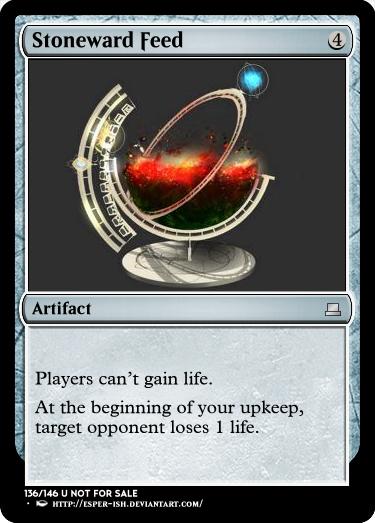 Stoneward Feed 4
Artifact
Players can't gain life.
At the beginning of your upkeep,
target opponent loses 1 life.
136/146 U NOT FOR SALE
HTTP://ESPER-ISH.DEVIANTART.COM/